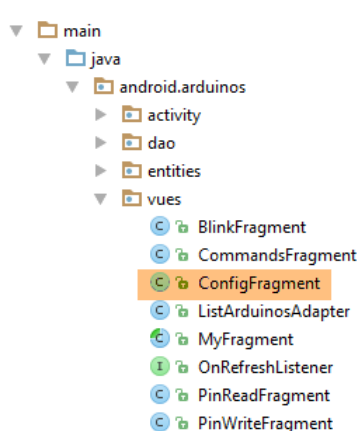 main
java
android.arduinos
activity
dao
entities
vues
BlinkFragment
CommandsFragment
ConfigFragment
ListArduinosAdapter
MyFragment
OnRefreshListener
PinReadFragment
PinWriteFragment